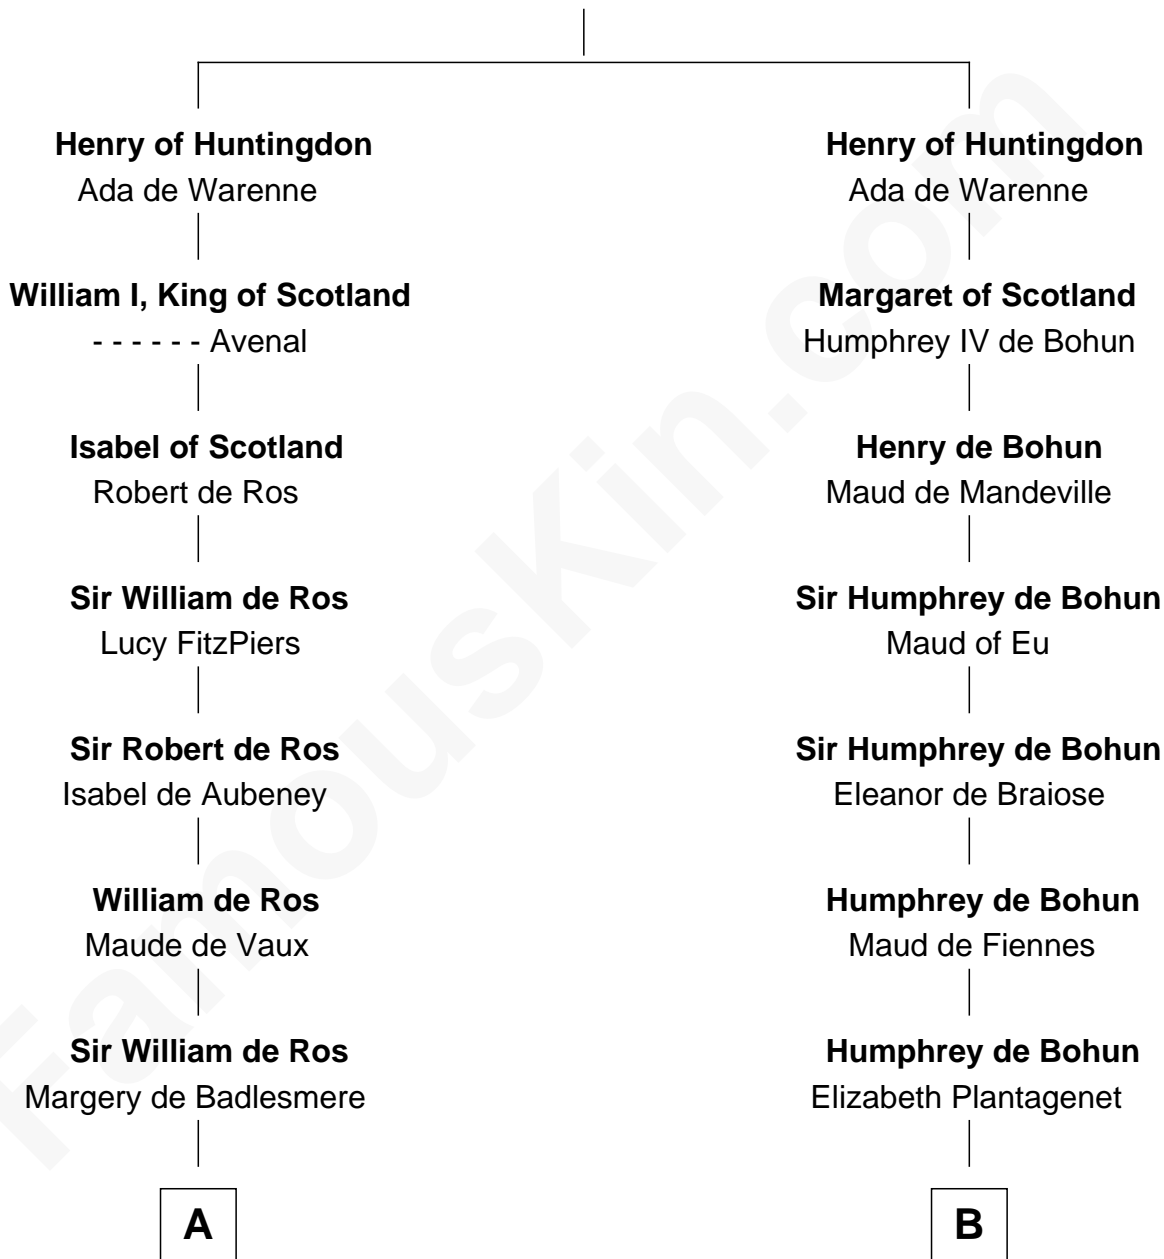 Henry of Huntingdon
Ada de Warenne
William I, King of Scotland
- - - - - - Avenal
Isabel of Scotland
Robert de Ros
Sir William de Ros
Lucy FitzPiers
Sir Robert de Ros
Isabel de Aubeney
William de Ros
Maude de Vaux
Sir William de Ros
Margery de Badlesmere
A
Henry of Huntingdon
Ada de Warenne
Margaret of Scotland
Humphrey IV de Bohun
Henry de Bohun
Maud de Mandeville
Sir Humphrey de Bohun
Maud of Eu
Sir Humphrey de Bohun
Eleanor de Braiose
Humphrey de Bohun
Maud de Fiennes
Humphrey de Bohun
Elizabeth Plantagenet
B
FamousKin.com